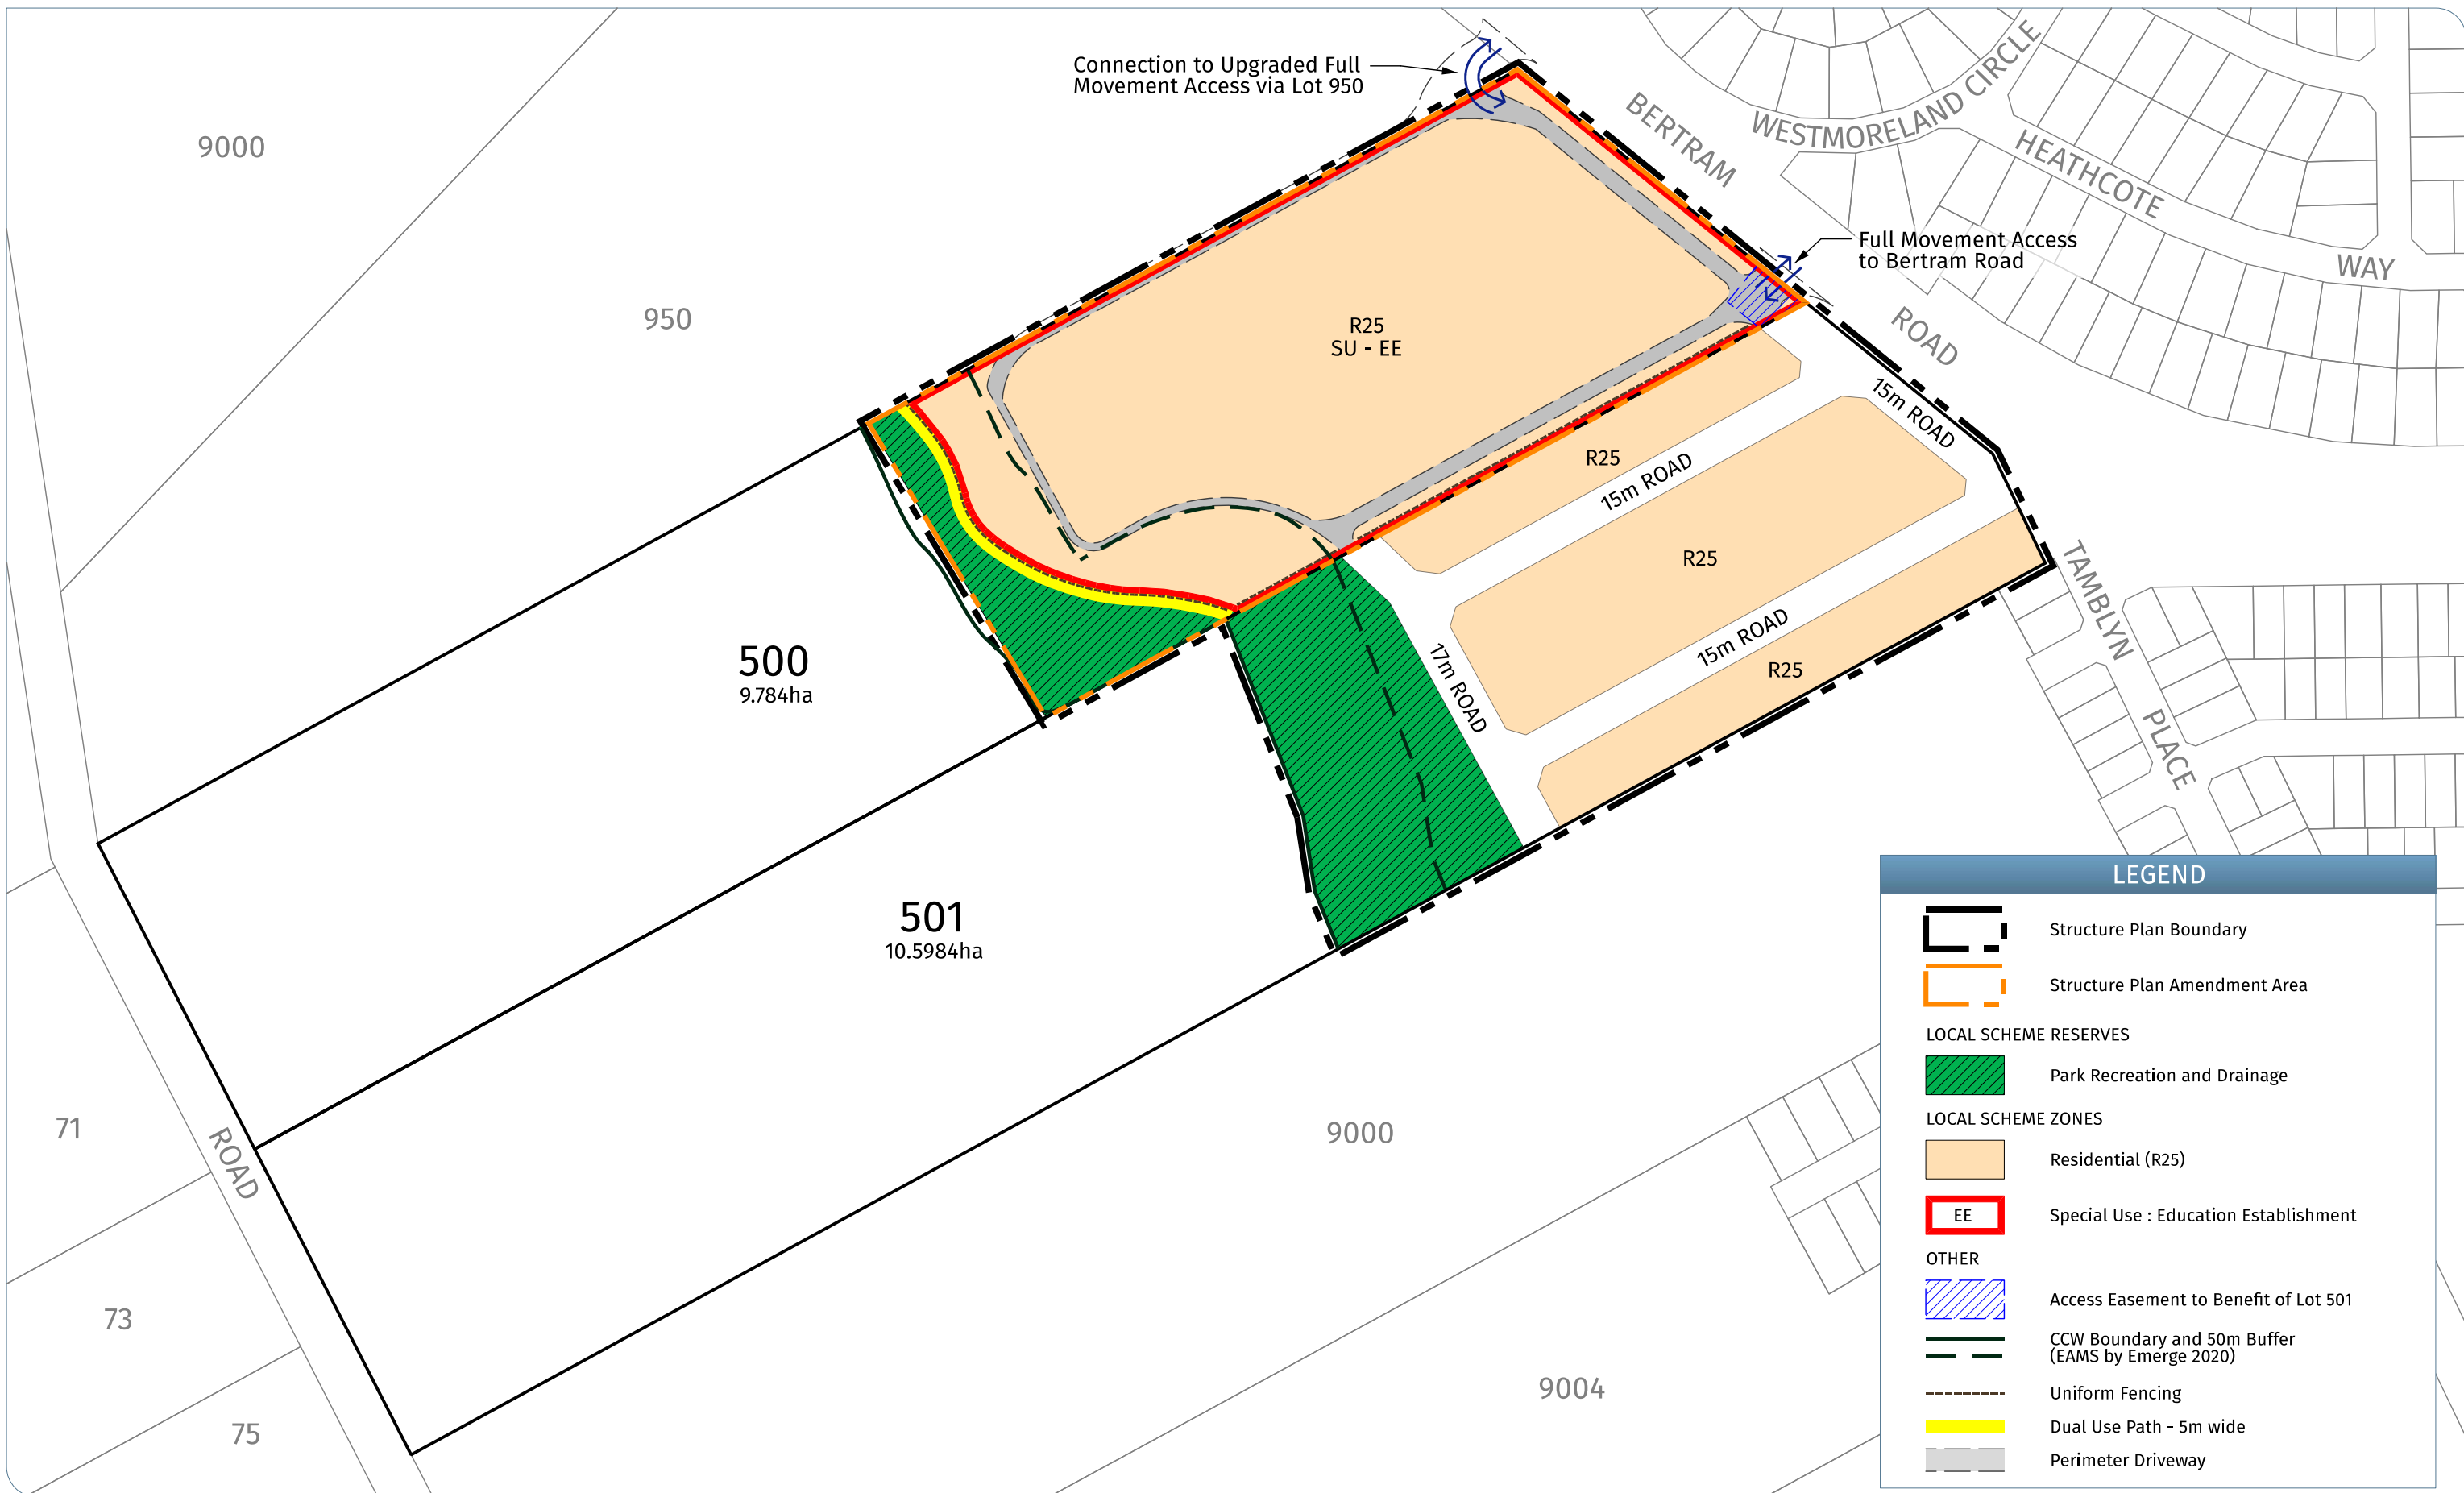 Connection to Upgraded Full
Movement Access via Lot 950
BERTRAM
ROAD
WESTMORELAND CIRCLE
HEATHCOTE
WAY
9000
950
Full Movement Access
to Bertram Road
R25
SU - EE
15m ROAD
R25
15m ROAD
R25
15m ROAD
R25
17m ROAD
TAMBLYN
PLACE
500
9.784ha
501
10.5984ha
71
ROAD
73
75
9000
9004
LEGEND
Structure Plan Boundary
Structure Plan Amendment Area
LOCAL SCHEME RESERVES
Park Recreation and Drainage
LOCAL SCHEME ZONES
Residential (R25)
EE Special Use : Education Establishment
OTHER
Access Easement to Benefit of Lot 501
CCW Boundary and 50m Buffer
(EAMS by Emerge 2020)
Uniform Fencing
Dual Use Path - 5m wide
Perimeter Driveway